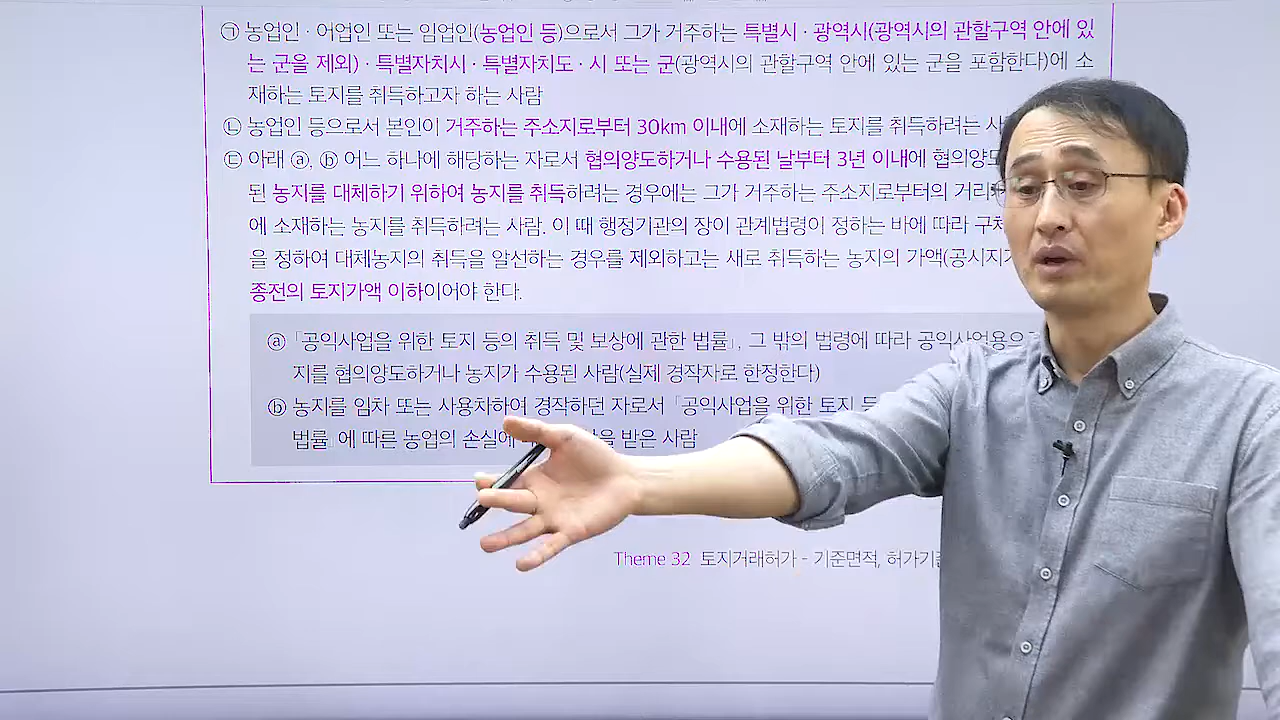 ㉠ 농업인 · 어업인 또는 임업인(농업인 등)으로서 그가 거주하는 특별시 · 광역시(광역시의 관할구역 안에 있
는 군을 제외) · 특별자치시 · 특별자치도 · 시 또는 군(광역시의 관할구역 안에 있는 군을 포함한다)에 소
재하는 토지를 취득하고자 하는 사람
㉡ 농업인 등으로서 본인이 거주하는 주소지로부터 30km 이내에 소재하는 토지를 취득하려는
㉢ 아래 ⓐ, ⓑ 어느 하나에 해당하는 자로서 협의양도하거나 수용된 날부터 3년 이내에
된 농지를 대체하기 위하여 농지를 취득하려는 경우에는 그가 거주하는 주소지로부터의
에 소재하는 농지를 취득하려는 사람. 이 때 행정기관의 장이 관계법령이 정하는 바에 따라
을 정하여 대체농지의 취득을 알선하는 경우를 제외하고는 새로 취득하는 농지의
종전의 토지가액 이하이어야 한다.
ⓐ 「공익사업을 위한 토지 등의 취득 및 보상에 관한 법률」, 그 밖의 법령에 따라
지를 협의양도하거나 농지가 수용된 사람(실제 경작자로 한정한다)
ⓑ 농지를 임차 또는 사용차하여 경작하던 자로서 「공익사업을 위한 토지
법률」에 따른 농업의 손실에 받은 사람
Theme 32 토지거래허가 - 기준면적,